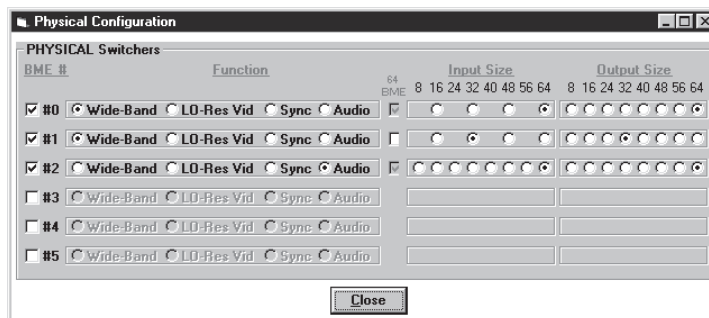 Physical Configuration
PHYSICAL Switchers
BME # Function 64 BME Input Size Output Size
8 16 24 32 40 48 56 64 8 16 24 32 40 48 56 64
#0 Wide-Band LO-Res Vid Sync Audio
#1 Wide-Band LO-Res Vid Sync Audio
#2 Wide-Band LO-Res Vid Sync Audio
#3 Wide-Band LO-Res Vid Sync Audio
#4 Wide-Band LO-Res Vid Sync Audio
#5 Wide-Band LO-Res Vid Sync Audio
Close